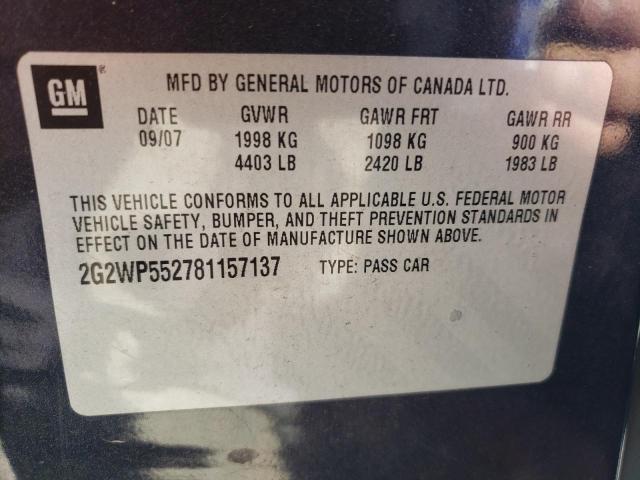 GM ® MFD BY GENERAL MOTORS OF CANADA LTD.
DATE GVWR GAWR FRT GAWR RR
09/07 1998 KG 1098 KG 900 KG
4403 LB 2420 LB 1983 LB
THIS VEHICLE CONFORMS TO ALL APPLICABLE U.S. FEDERAL MOTOR
VEHICLE SAFETY, BUMPER, AND THEFT PREVENTION STANDARDS IN
EFFECT ON THE DATE OF MANUFACTURE SHOWN ABOVE.
2G2WP552781157137 TYPE: PASS CAR